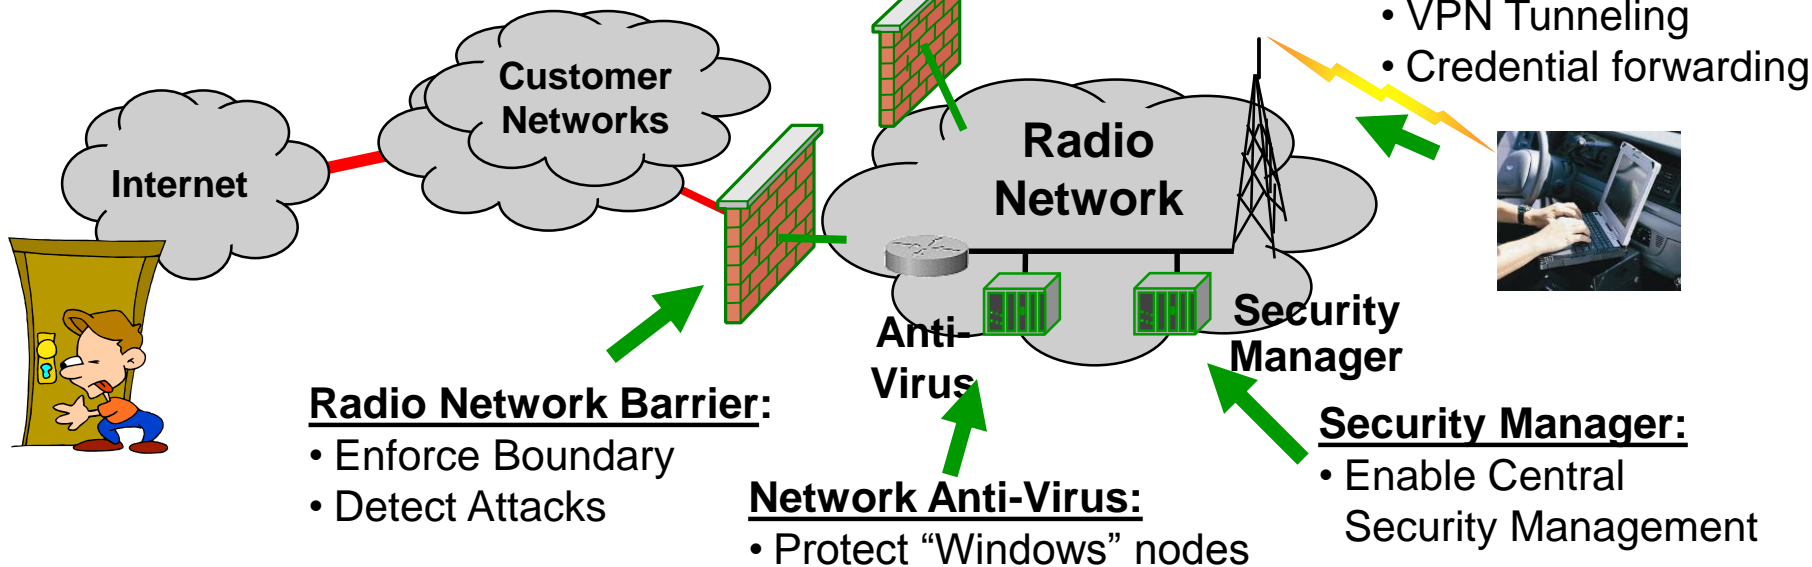 • VPN Tunneling
• Credential forwarding
Customer
Networks
Radio
Network
Internet
Anti-
Virus
Security
Manager
Radio Network Barrier:
• Enforce Boundary
• Detect Attacks
Network Anti-Virus:
• Protect “Windows” nodes
Security Manager:
• Enable Central
Security Management